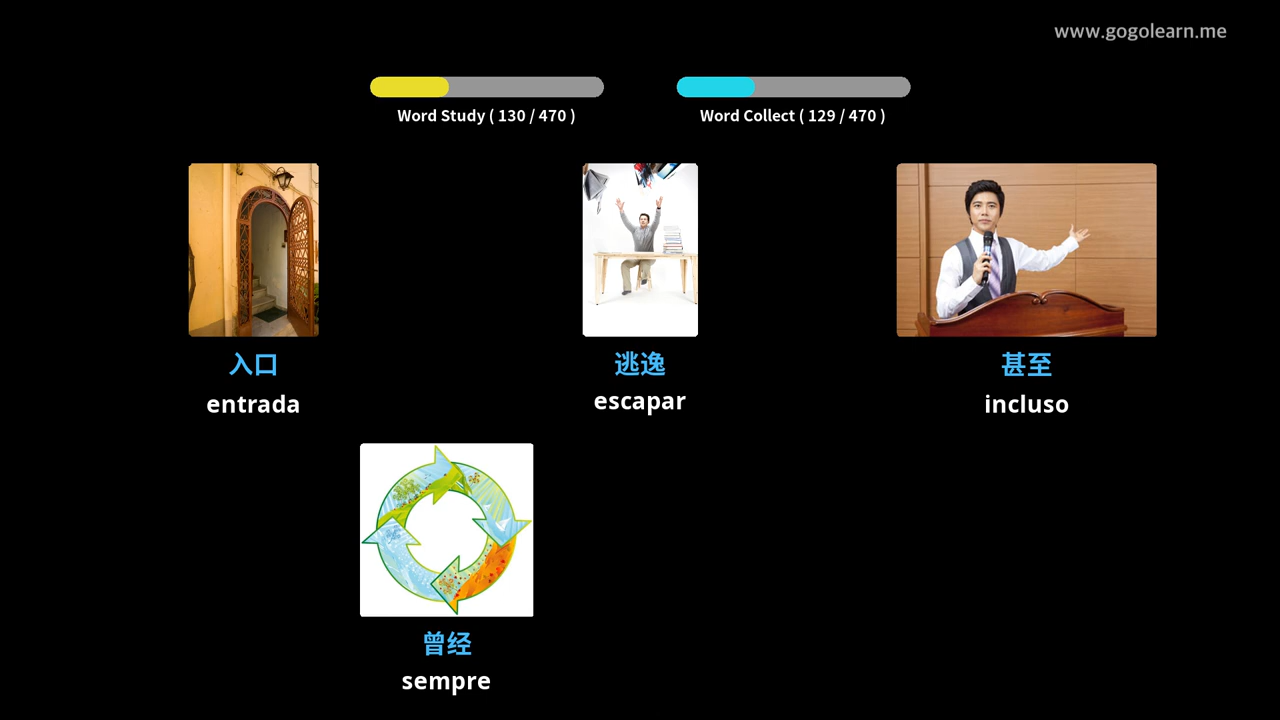 www.gogolearn.me
Word Study ( 130 / 470 )
Word Collect ( 129 / 470 )
入口
entrada
逃逸
escapar
甚至
incluso
曾经
sempre